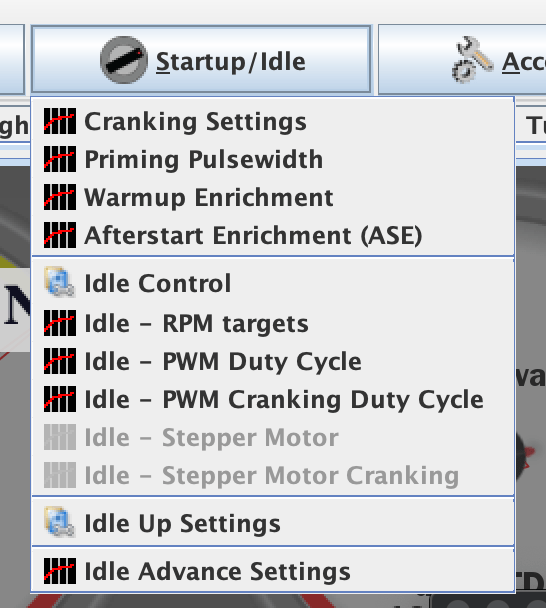 Startup/Idle
Acc
gh
Tu
Cranking Settings
Priming Pulsewidth
Warmup Enrichment
Afterstart Enrichment (ASE)
Idle Control
Idle - RPM targets
Idle - PWM Duty Cycle
Idle - PWM Cranking Duty Cycle
Idle - Stepper Motor
Idle - Stepper Motor Cranking
Idle Up Settings
Idle Advance Settings
N